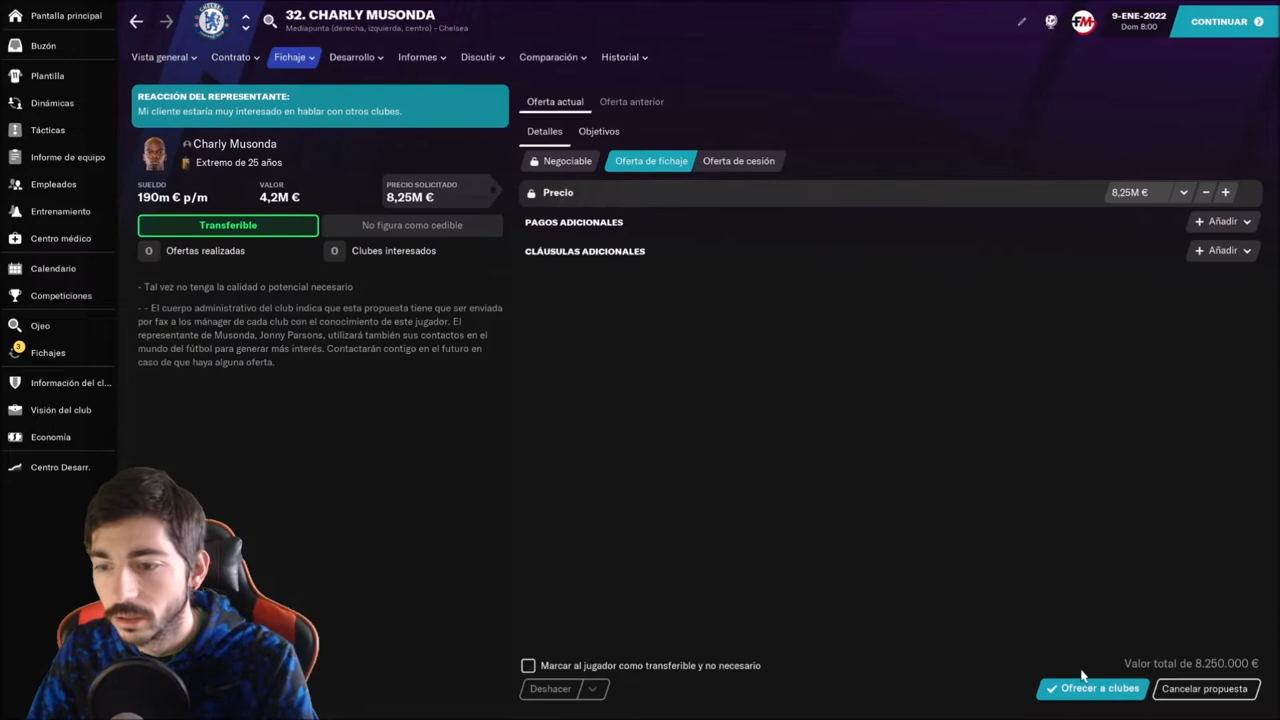 Pantalla principal
Buzón
Plantilla
Dinámicas
Tácticas
Informe de equipo
Empleados
Entrenamiento
Centro médico
Calendario
Competiciones
Ojeo
3
Fichajes
Información del cl...
Visión del club
Economía
Centro Desarr.
32. CHARLY MUSONDA
Mediapunta (derecha, izquierda, centro) - Chelsea
FM
9-ENE-2022
Dom 8:00
CONTINUAR
Vista general
Contrato
Fichaje
Desarrollo
Informes
Discutir
Comparación
Historial
REACCIÓN DEL REPRESENTANTE:
Mi cliente estaría muy interesado en hablar con otros clubes.
Charly Musonda
Extremo de 25 años
SUELDO
190m € p/m
VALOR
4,2M €
PRECIO SOLICITADO
8,25M €
Transferible
No figura como cedible
0 Ofertas realizadas
0 Clubes interesados
- Tal vez no tenga la calidad o potencial necesario
- - El cuerpo administrativo del club indica que esta propuesta tiene que ser enviada
por fax a los mánager de cada club con el conocimiento de este jugador. El
representante de Musonda, Jonny Parsons, utilizará también sus contactos en el
mundo del fútbol para generar más interés. Contactarán contigo en el futuro en
caso de que haya alguna oferta.
Oferta actual
Oferta anterior
Detalles
Objetivos
Negociable
Oferta de fichaje
Oferta de cesión
Precio
8,25M €
PAGOS ADICIONALES
Añadir
CLÁUSULAS ADICIONALES
Añadir
Marcar al jugador como transferible y no necesario
Valor total de 8.250.000 €
Deshacer
Ofrecer a clubes
Cancelar propuesta